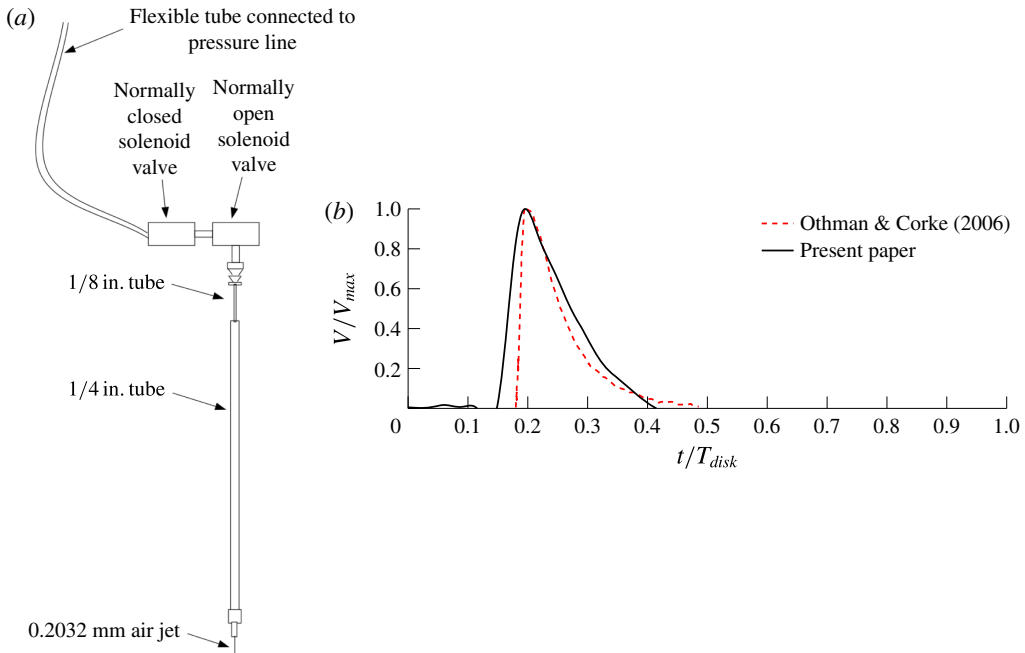 (a)
Flexible tube connected to
pressure line
Normally
closed
solenoid
valve
Normally
open
solenoid
valve
1/8 in. tube
1/4 in. tube
0.2032 mm air jet
(b)
1.0
0.8
0.6
0.4
0.2
V/V_max
Othman & Corke (2006)
Present paper
0 0.1 0.2 0.3 0.4 0.5 0.6 0.7 0.8 0.9 1.0
t/T_disk